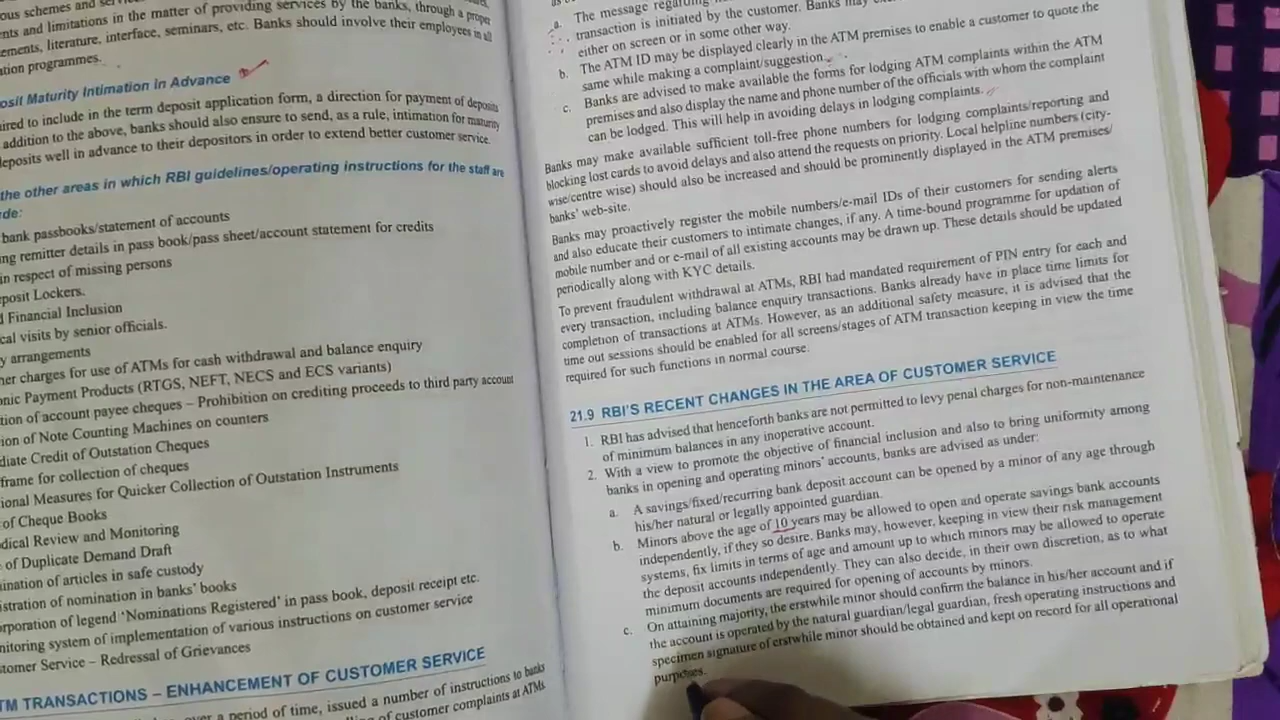 ous schemes and
ents and limitations in the matter of providing services by the banks, through a proper
ements, literature, interface, seminars, etc. Banks should involve their employees in all
ation programmes.
osit Maturity Intimation in Advance
ired to include in the term deposit application form, a direction for payment of deposits
addition to the above, banks should also ensure to send, as a rule, intimation for maturity
eposits well in advance to their depositors in order to extend better customer service.
the other areas in which RBI guidelines/operating instructions for the staff are
de:
bank passbooks/statement of accounts
ng remitter details in pass book/pass sheet/account statement for credits
in respect of missing persons
posit Lockers.
d Financial Inclusion
cal visits by senior officials.
y arrangements
er charges for use of ATMs for cash withdrawal and balance enquiry
onic Payment Products (RTGS, NEFT, NECS and ECS variants)
tion of account payee cheques – Prohibition on crediting proceeds to third party account
ion of Note Counting Machines on counters
diate Credit of Outstation Cheques
frame for collection of cheques
ional Measures for Quicker Collection of Outstation Instruments
of Cheque Books
dical Review and Monitoring
of Duplicate Demand Draft
ination of articles in safe custody
stration of nomination in banks' books
rporation of legend 'Nominations Registered' in pass book, deposit receipt etc.
nitoring system of implementation of various instructions on customer service
stomer Service – Redressal of Grievances
TM TRANSACTIONS – ENHANCEMENT OF CUSTOMER SERVICE
over a period of time, issued a number of instructions to banks
of customer complaints at ATMs
a. The message regarding
transaction is initiated by the customer. Banks may
either on screen or in some other way.
b. The ATM ID may be displayed clearly in the ATM premises to enable a customer to quote the
same while making a complaint/suggestion.
c. Banks are advised to make available the forms for lodging ATM complaints within the ATM
premises and also display the name and phone number of the officials with whom the complaint
can be lodged. This will help in avoiding delays in lodging complaints.
Banks may make available sufficient toll-free phone numbers for lodging complaints/reporting and
blocking lost cards to avoid delays and also attend the requests on priority. Local helpline numbers (city-
wise/centre wise) should also be increased and should be prominently displayed in the ATM premises/
banks' web-site.
Banks may proactively register the mobile numbers/e-mail IDs of their customers for sending alerts
and also educate their customers to intimate changes, if any. A time-bound programme for updation of
mobile number and or e-mail of all existing accounts may be drawn up. These details should be updated
periodically along with KYC details.
To prevent fraudulent withdrawal at ATMs, RBI had mandated requirement of PIN entry for each and
every transaction, including balance enquiry transactions. Banks already have in place time limits for
completion of transactions at ATMs. However, as an additional safety measure, it is advised that the
time out sessions should be enabled for all screens/stages of ATM transaction keeping in view the time
required for such functions in normal course.
21.9 RBI'S RECENT CHANGES IN THE AREA OF CUSTOMER SERVICE
1. RBI has advised that henceforth banks are not permitted to levy penal charges for non-maintenance
of minimum balances in any inoperative account.
2. With a view to promote the objective of financial inclusion and also to bring uniformity among
banks in opening and operating minors' accounts, banks are advised as under:
a. A savings/fixed/recurring bank deposit account can be opened by a minor of any age through
his/her natural or legally appointed guardian.
b. Minors above the age of 10 years may be allowed to open and operate savings bank accounts
independently, if they so desire. Banks may, however, keeping in view their risk management
systems, fix limits in terms of age and amount up to which minors may be allowed to operate
the deposit accounts independently. They can also decide, in their own discretion, as to what
minimum documents are required for opening of accounts by minors.
c. On attaining majority, the erstwhile minor should confirm the balance in his/her account and if
the account is operated by the natural guardian/legal guardian, fresh operating instructions and
specimen signature of erstwhile minor should be obtained and kept on record for all operational
purposes.